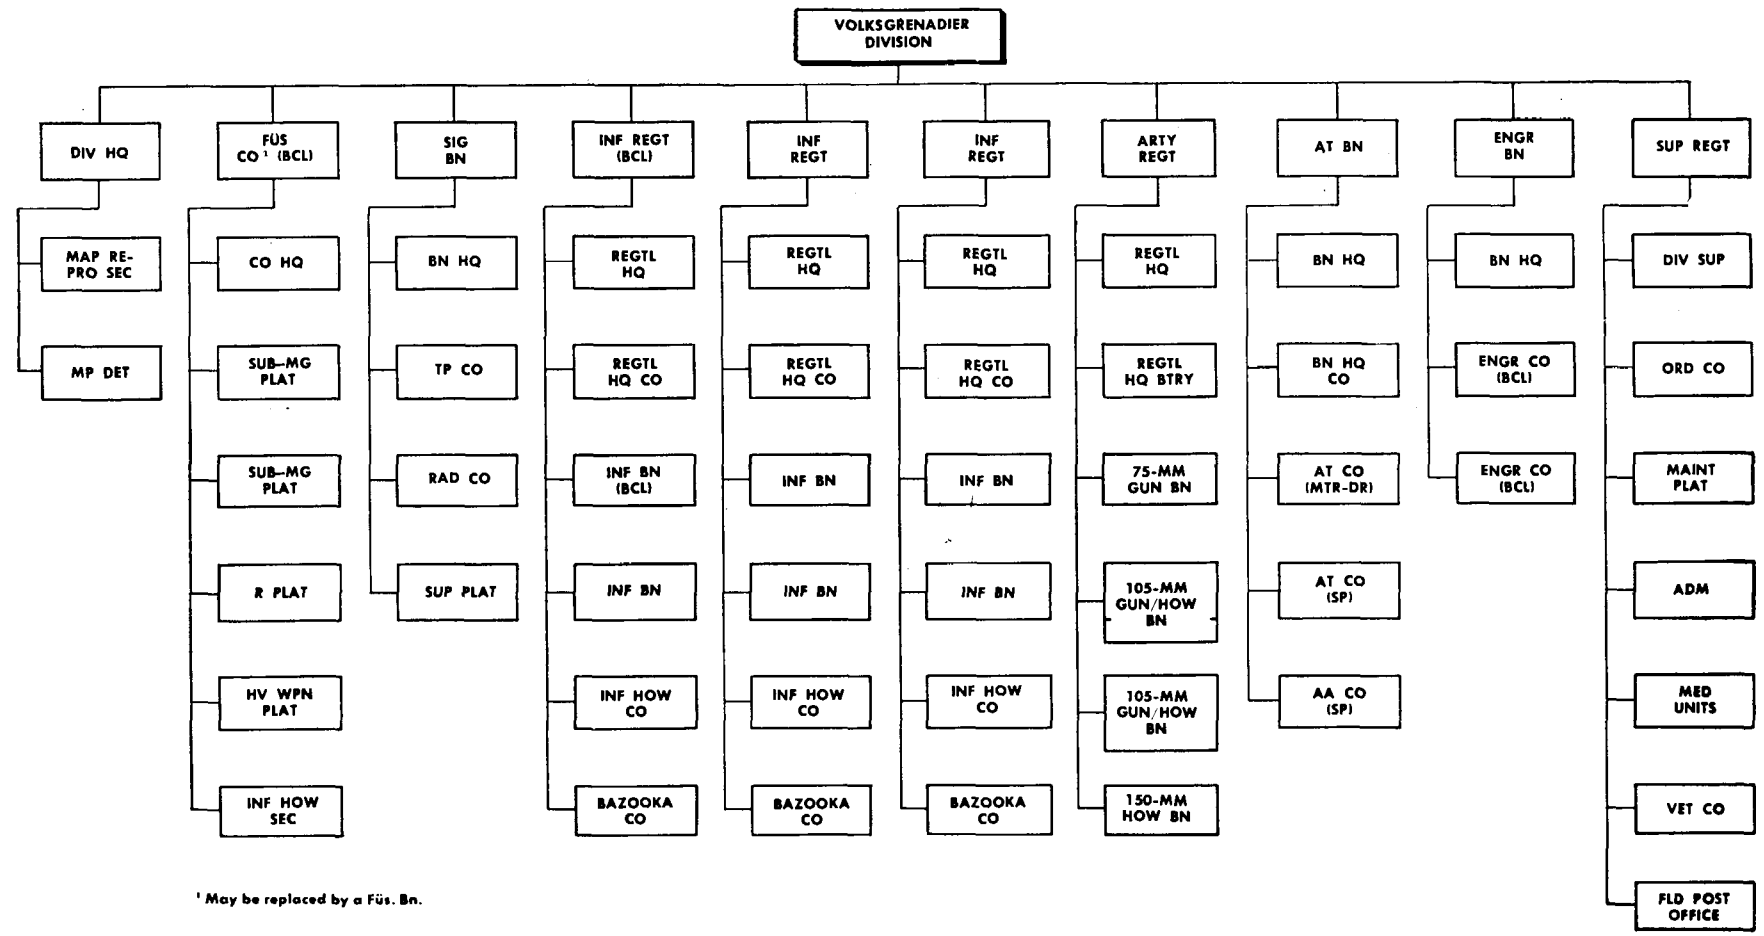 VOLKSGRENADIER
DIVISION
DIV HQ
FÜS
CO¹ (BCL)
SIG
BN
INF REGT
(BCL)
INF
REGT
INF
REGT
ARTY
REGT
AT BN
ENGR
BN
SUP REGT
MAP RE-
PRO SEC
CO HQ
BN HQ
REGTL
HQ
REGTL
HQ
REGTL
HQ
REGTL
HQ
BN HQ
BN HQ
DIV SUP
MP DET
SUB-MG
PLAT
TP CO
REGTL
HQ CO
REGTL
HQ CO
REGTL
HQ CO
REGTL
HQ BTRY
BN HQ
CO
ENGR CO
(BCL)
ORD CO
SUB-MG
PLAT
RAD CO
INF BN
(BCL)
INF BN
INF BN
75-MM
GUN BN
AT CO
(MTR-DR)
ENGR CO
(BCL)
MAINT
PLAT
R PLAT
SUP PLAT
INF BN
INF BN
INF BN
105-MM
GUN/HOW
BN
AT CO
(SP)
ADM
HV WPN
PLAT
INF HOW
CO
INF HOW
CO
INF HOW
CO
105-MM
GUN/HOW
BN
AA CO
(SP)
MED
UNITS
INF HOW
SEC
BAZOOKA
CO
BAZOOKA
CO
BAZOOKA
CO
150-MM
HOW BN
VET CO
FLD POST
OFFICE
¹ May be replaced by a Füs. Bn.